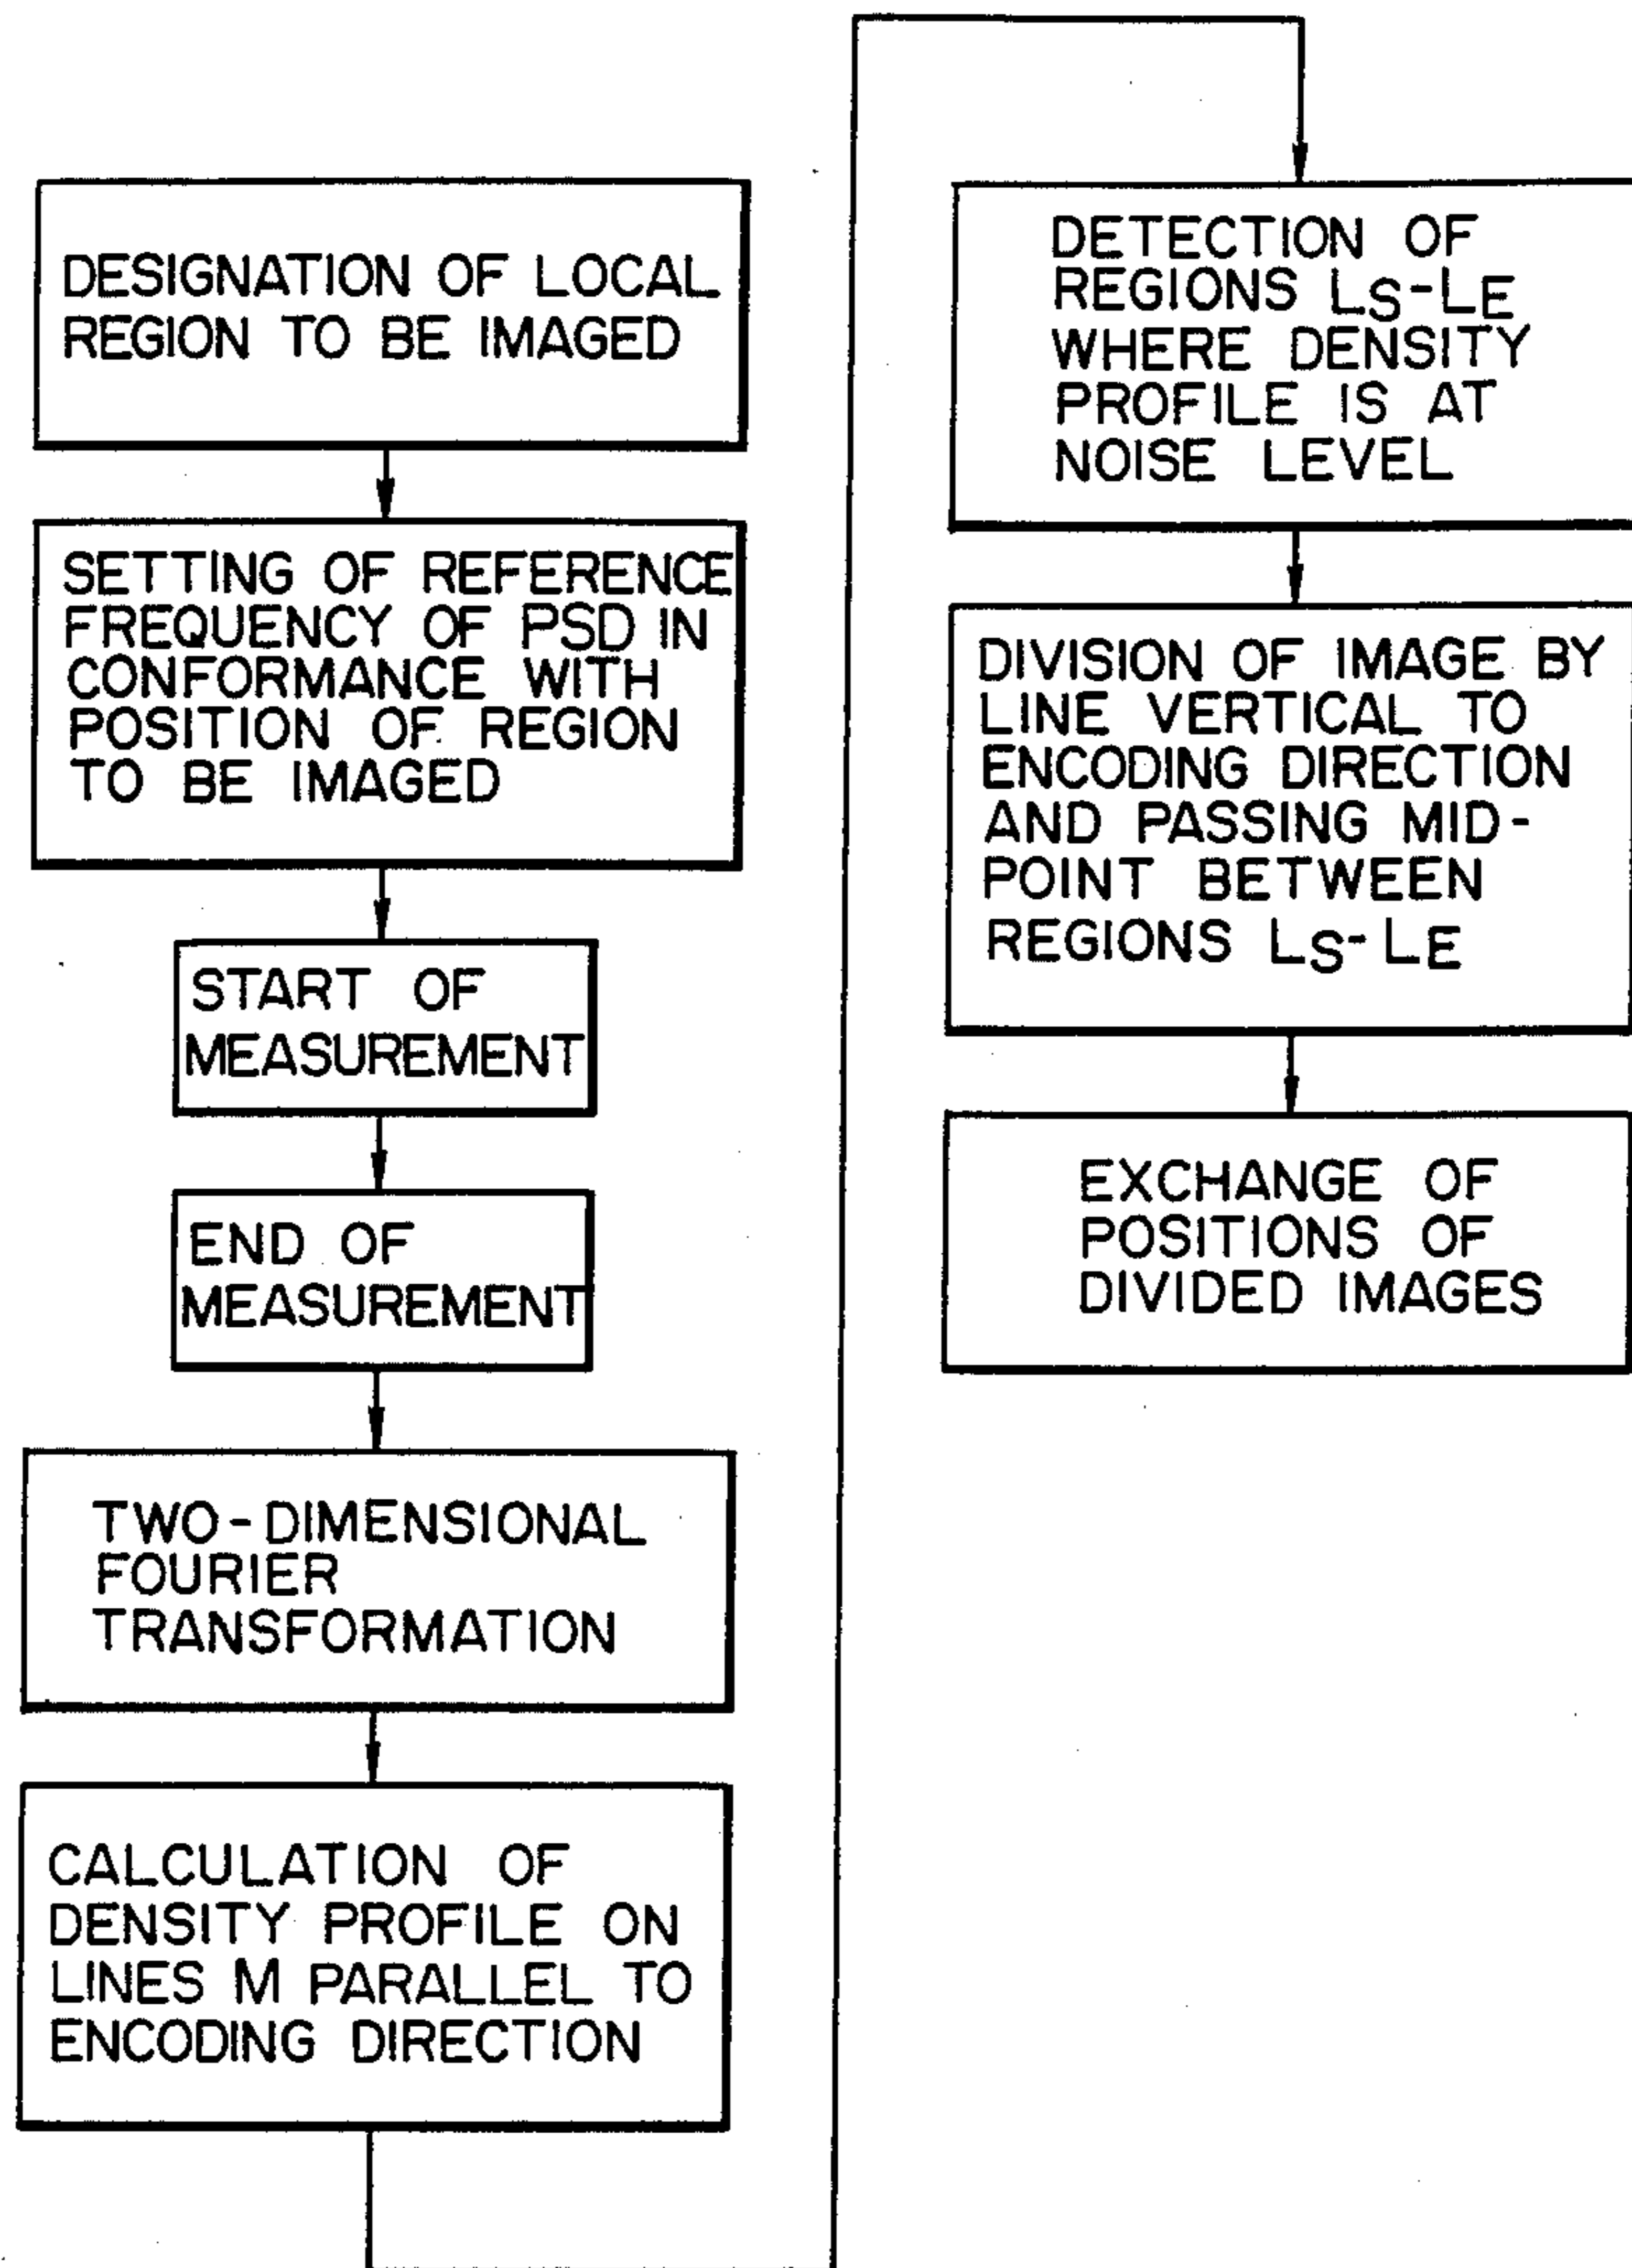 DESIGNATION OF LOCAL
REGION TO BE IMAGED
SETTING OF REFERENCE
FREQUENCY OF PSD IN
CONFORMANCE WITH
POSITION OF REGION
TO BE IMAGED
START OF
MEASUREMENT
END OF
MEASUREMENT
TWO-DIMENSIONAL
FOURIER
TRANSFORMATION
CALCULATION OF
DENSITY PROFILE ON
LINES M PARALLEL TO
ENCODING DIRECTION
DETECTION OF
REGIONS LS-LE
WHERE DENSITY
PROFILE IS AT
NOISE LEVEL
DIVISION OF IMAGE BY
LINE VERTICAL TO
ENCODING DIRECTION
AND PASSING MID-
POINT BETWEEN
REGIONS LS-LE
EXCHANGE OF
POSITIONS OF
DIVIDED IMAGES